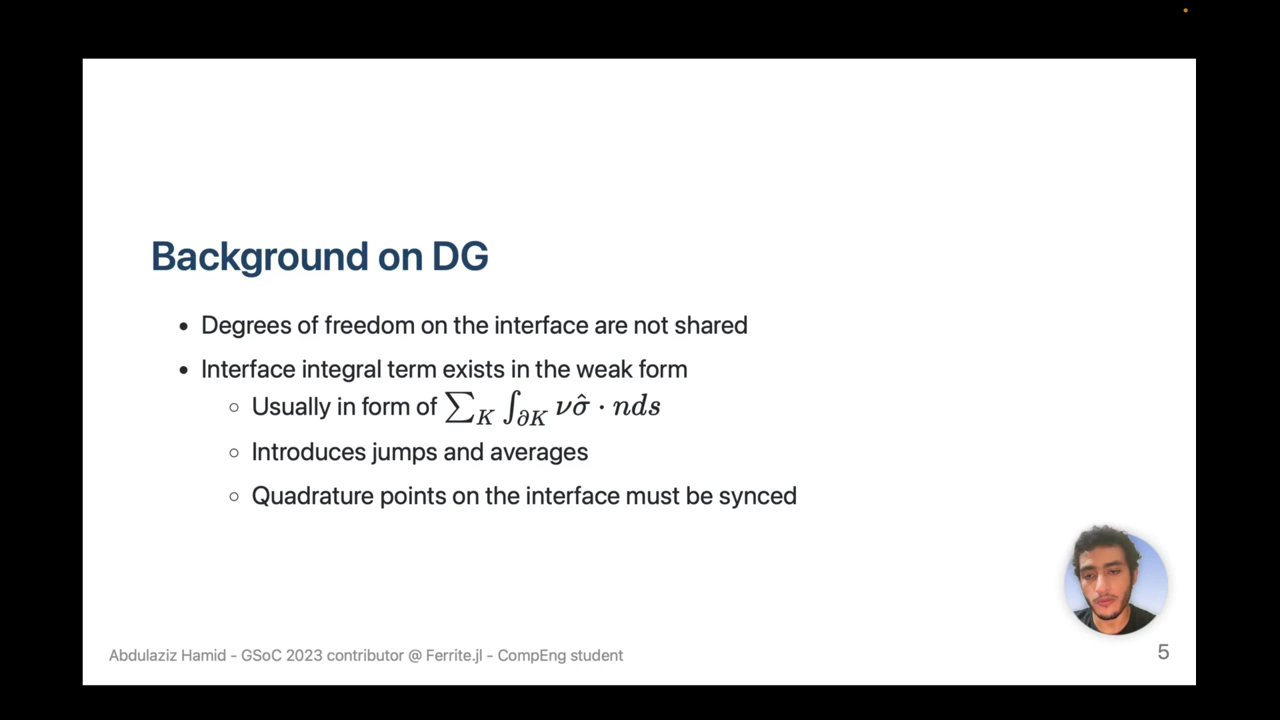 Background on DG
• Degrees of freedom on the interface are not shared
• Interface integral term exists in the weak form
○ Usually in form of ∑_K ∫_∂K νσ̂ · nds
○ Introduces jumps and averages
○ Quadrature points on the interface must be synced
Abdulaziz Hamid - GSoC 2023 contributor @ Ferrite.jl - CompEng student
5